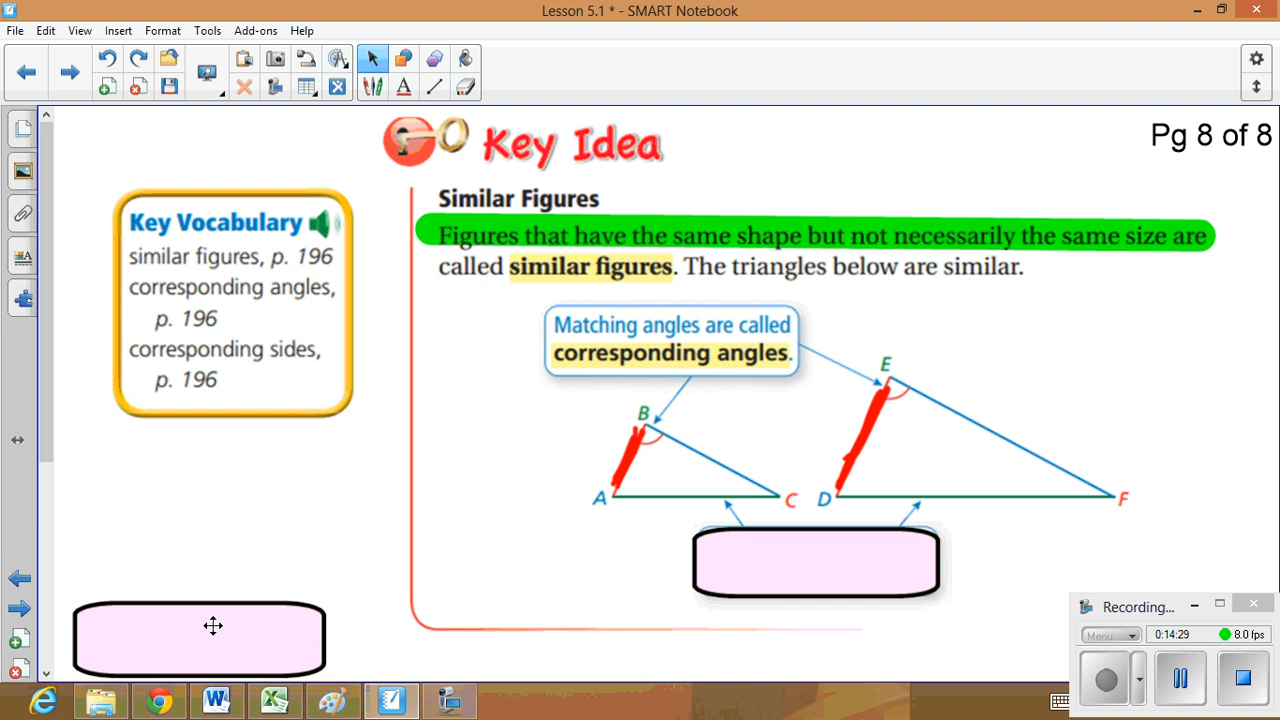 Lesson 5.1 * - SMART Notebook
File Edit View Insert Format Tools Add-ons Help
Key Idea
Pg 8 of 8
Key Vocabulary
similar figures, p. 196
corresponding angles,
p. 196
corresponding sides,
p. 196
Similar Figures
Figures that have the same shape but not necessarily the same size are
called similar figures. The triangles below are similar.
Matching angles are called
corresponding angles.
E
B
A
C
D
F
Recording...
Menu
0:14:29
8.0 fps